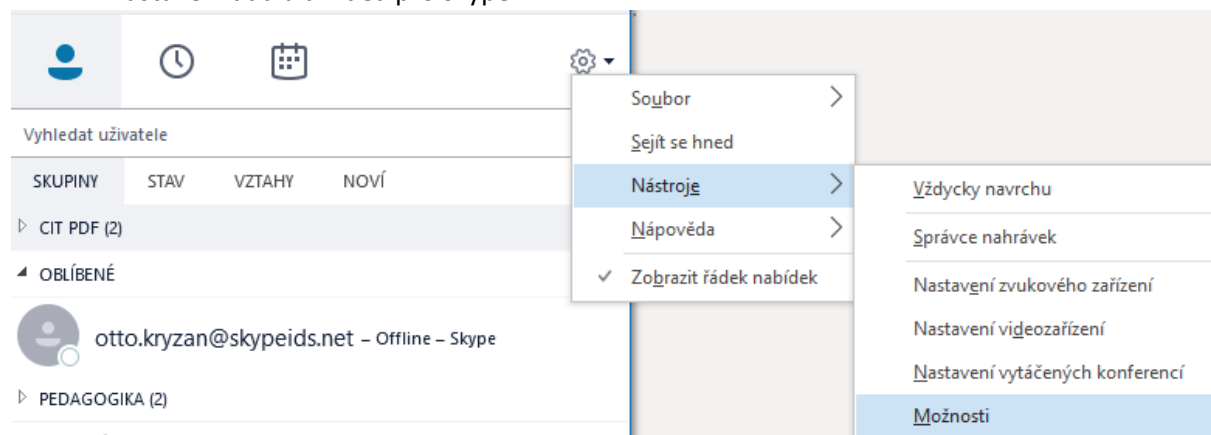 Vyhledat uživatele
SKUPINY STAV VZTAHY NOVÍ
CIT PDF (2)
OBLÍBENÉ
otto.kryzan@skypeids.net – Offline – Skype
PEDAGOGIKA (2)
Soubor
Sejít se hned
Nástroje
Nápověda
Zobrazit řádek nabídek
Vždycky navrchu
Správce nahrávek
Nastavení zvukového zařízení
Nastavení videozařízení
Nastavení vytáčených konferencí
Možnosti